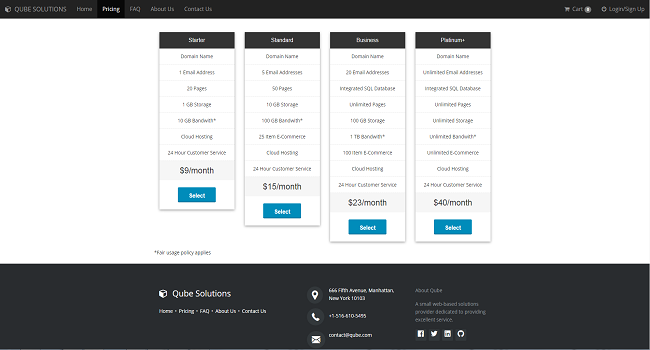 QUBE SOLUTIONS Home Pricing FAQ About Us Contact Us Cart 0 Login/Sign Up
Starter
Domain Name
1 Email Address
20 Pages
1 GB Storage
10 GB Bandwith*
Cloud Hosting
24 Hour Customer Service
$9/month
Select
Standard
Domain Name
5 Email Addresses
50 Pages
10 GB Storage
100 GB Bandwith*
25 Item E-Commerce
Cloud Hosting
24 Hour Customer Service
$15/month
Select
Business
Domain Name
20 Email Addresses
Integrated SQL Database
Unlimited Pages
100 GB Storage
1 TB Bandwith*
100 Item E-Commerce
Cloud Hosting
24 Hour Customer Service
$23/month
Select
Platinum+
Domain Name
Unlimited Email Addresses
Integrated SQL Database
Unlimited Pages
Unlimited Storage
Unlimited Bandwith*
Unlimited E-Commerce
Cloud Hosting
24 Hour Customer Service
$40/month
Select
*Fair usage policy applies
Qube Solutions
Home • Pricing • FAQ • About Us • Contact Us
666 Fifth Avenue, Manhattan,
New York 10103
+1-516-610-5495
contact@qube.com
About Qube
A small web-based solutions
provider dedicated to providing
excellent service.